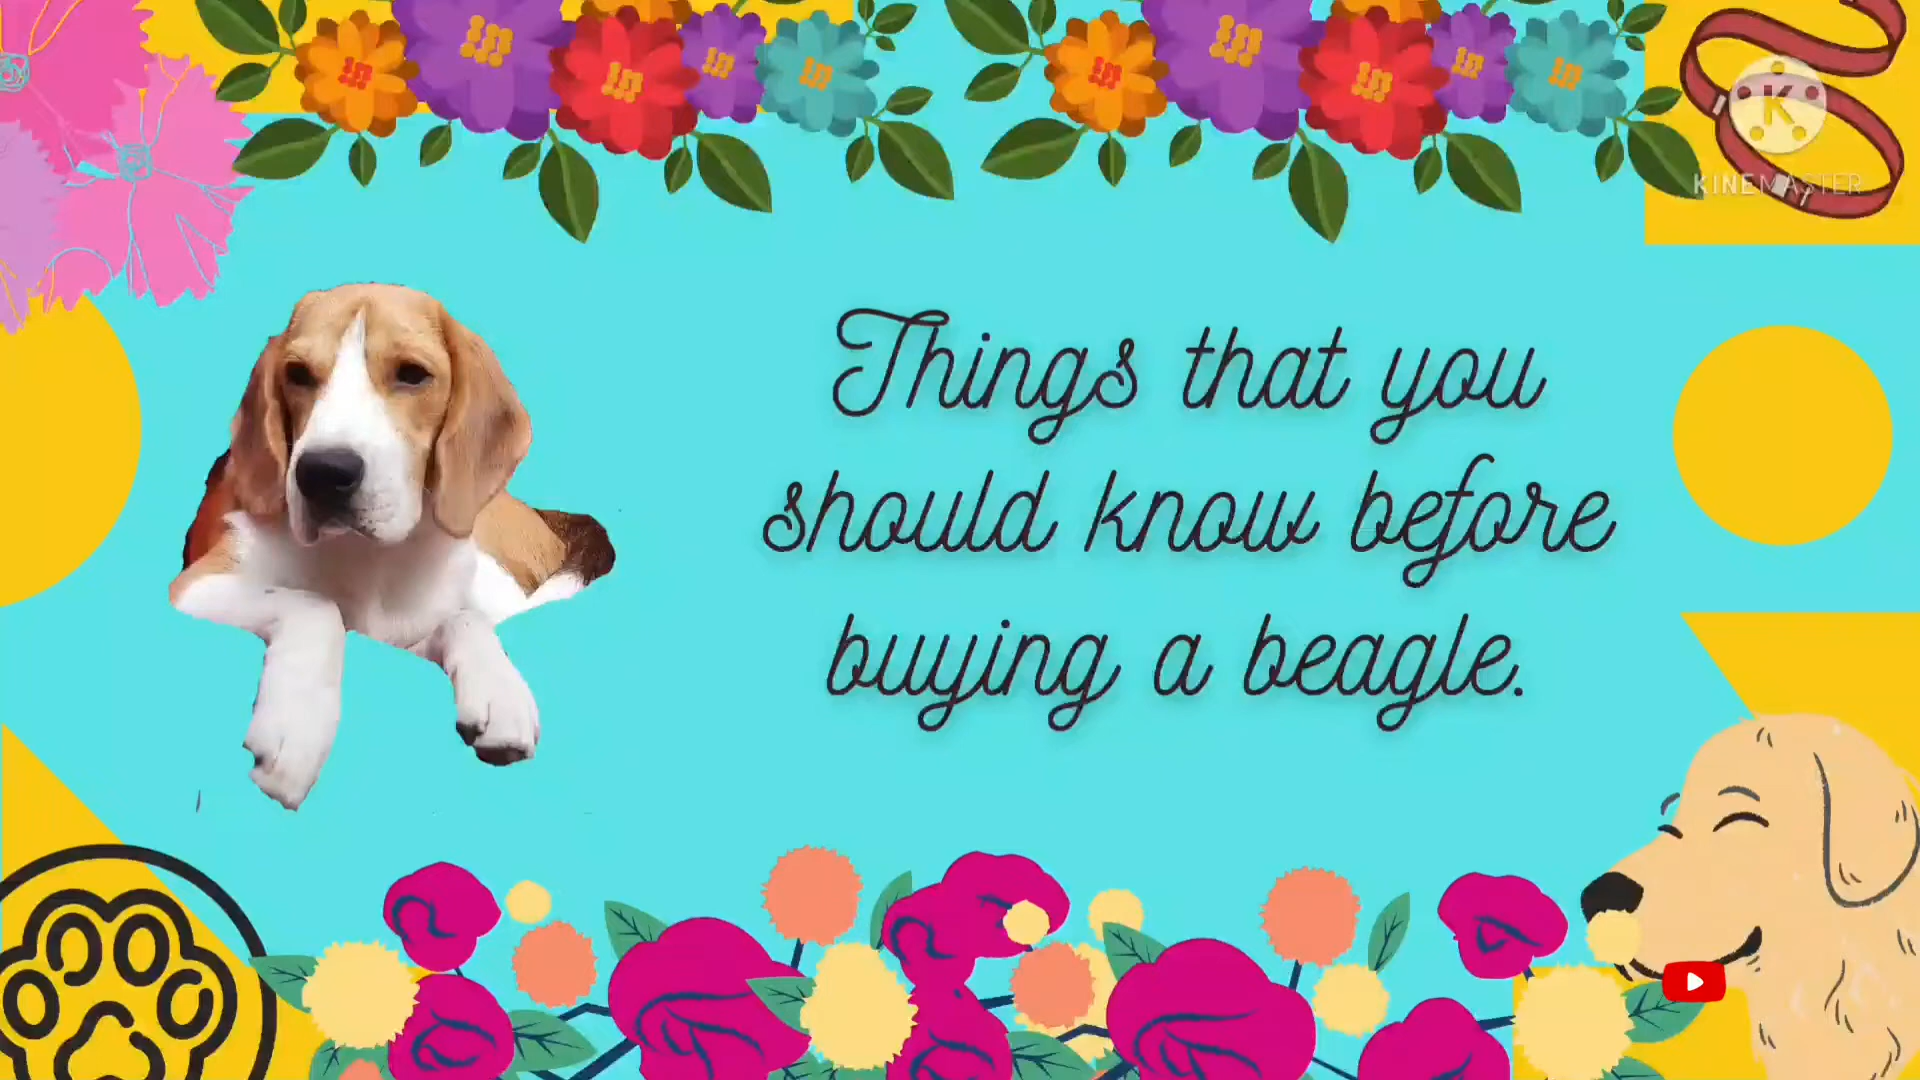 K
KINEMASTER
Things that you
should know before
buying a beagle.